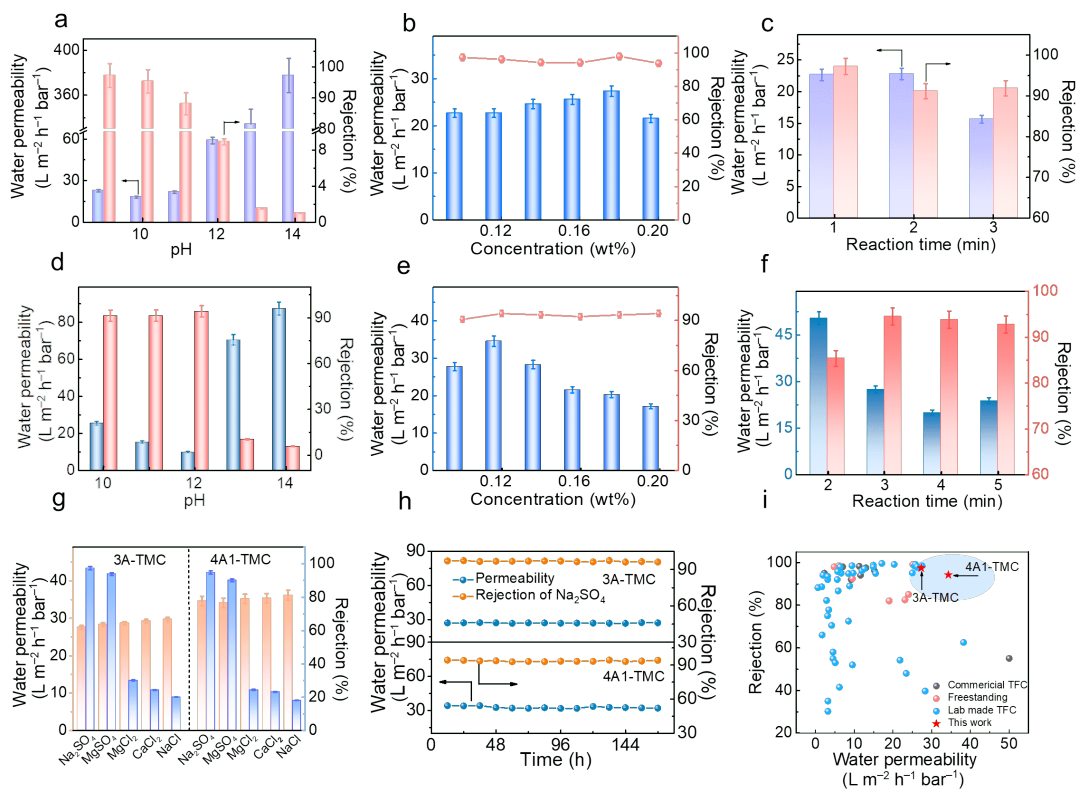 a
Water permeability
(L m⁻² h⁻¹ bar⁻¹)
400
360
60
30
0
100
90
80
8
4
0
Rejection (%)
10
12
14
pH
b
Water permeability
(L m⁻² h⁻¹ bar⁻¹)
30
20
10
0
100
80
60
40
20
0
Rejection (%)
0.12
0.16
0.20
Concentration (wt%)
c
Water permeability
(L m⁻² h⁻¹ bar⁻¹)
25
20
15
10
5
0
100
90
80
70
60
Rejection (%)
1
2
3
Reaction time (min)
d
Water permeability
(L m⁻² h⁻¹ bar⁻¹)
80
60
40
20
0
90
60
30
0
Rejection (%)
10
12
14
pH
e
Water permeability
(L m⁻² h⁻¹ bar⁻¹)
40
30
20
10
0
90
60
30
0
Rejection (%)
0.12
0.16
0.20
Concentration (wt%)
f
Water permeability
(L m⁻² h⁻¹ bar⁻¹)
45
30
15
0
100
90
80
70
60
Rejection (%)
2
3
4
5
Reaction time (min)
g
Water permeability
(L m⁻² h⁻¹ bar⁻¹)
40
30
20
10
0
100
80
60
40
20
0
Rejection (%)
3A-TMC
4A1-TMC
Na₂SO₄
MgSO₄
MgCl₂
CaCl₂
NaCl
Na₂SO₄
MgSO₄
MgCl₂
CaCl₂
NaCl
h
Water permeability
(L m⁻² h⁻¹ bar⁻¹)
90
60
30
90
60
30
90
60
30
90
60
30
Rejection (%)
Permeability
3A-TMC
Rejection of Na₂SO₄
4A1-TMC
0
48
96
144
Time (h)
i
Rejection (%)
100
80
60
40
20
4A1-TMC
3A-TMC
Commericial TFC
Freestanding
Lab made TFC
This work
0
10
20
30
40
50
Water permeability
(L m⁻² h⁻¹ bar⁻¹)